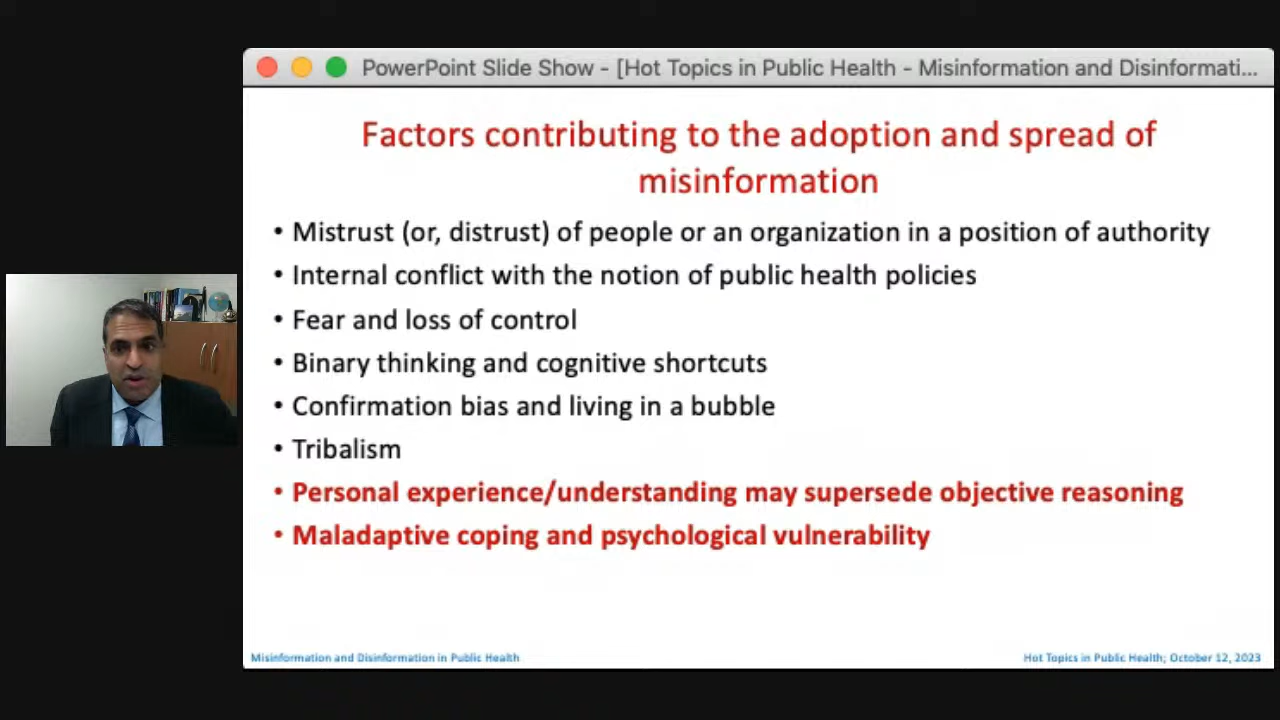 PowerPoint Slide Show - [Hot Topics in Public Health - Misinformation and Disinformati...
Factors contributing to the adoption and spread of
misinformation
• Mistrust (or, distrust) of people or an organization in a position of authority
• Internal conflict with the notion of public health policies
• Fear and loss of control
• Binary thinking and cognitive shortcuts
• Confirmation bias and living in a bubble
• Tribalism
• Personal experience/understanding may supersede objective reasoning
• Maladaptive coping and psychological vulnerability
Misinformation and Disinformation in Public Health
Hot Topics in Public Health; October 12, 2023